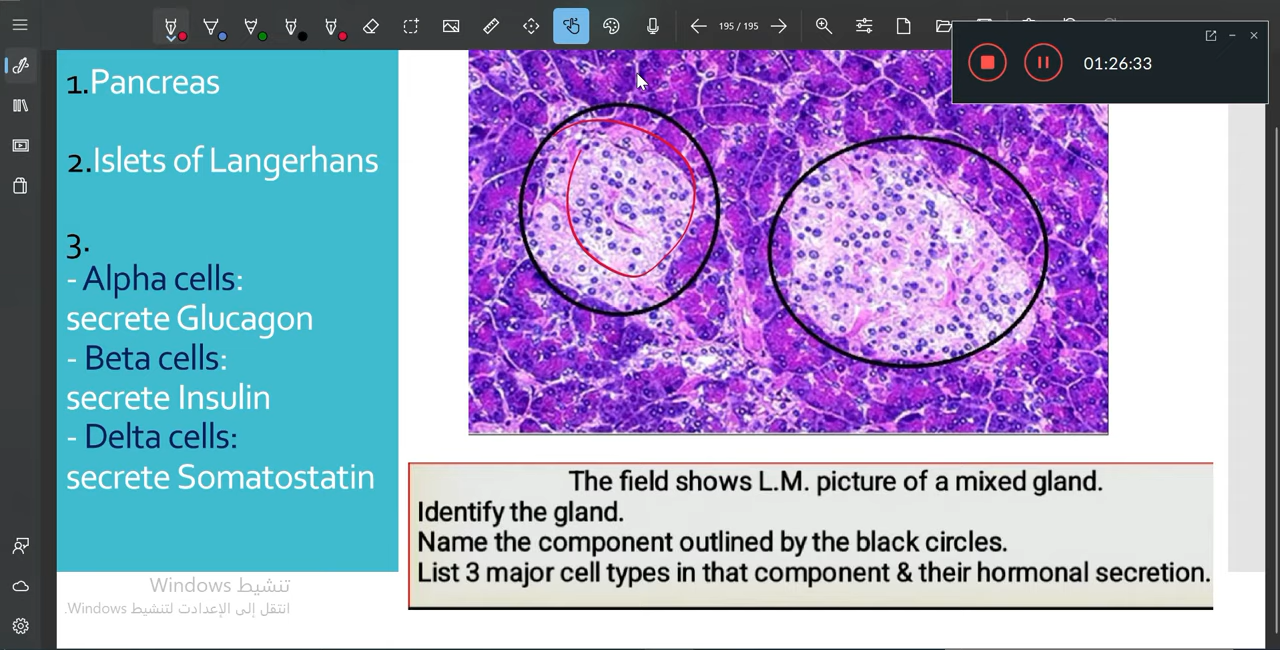 195 / 195
01:26:33
1.Pancreas
2.Islets of Langerhans
3.
- Alpha cells:
secrete Glucagon
- Beta cells:
secrete Insulin
- Delta cells:
secrete Somatostatin
The field shows L.M. picture of a mixed gland.
Identify the gland.
Name the component outlined by the black circles.
List 3 major cell types in that component & their hormonal secretion.
تنشيط Windows
انتقل إلى الإعدادت لتنشيط Windows.